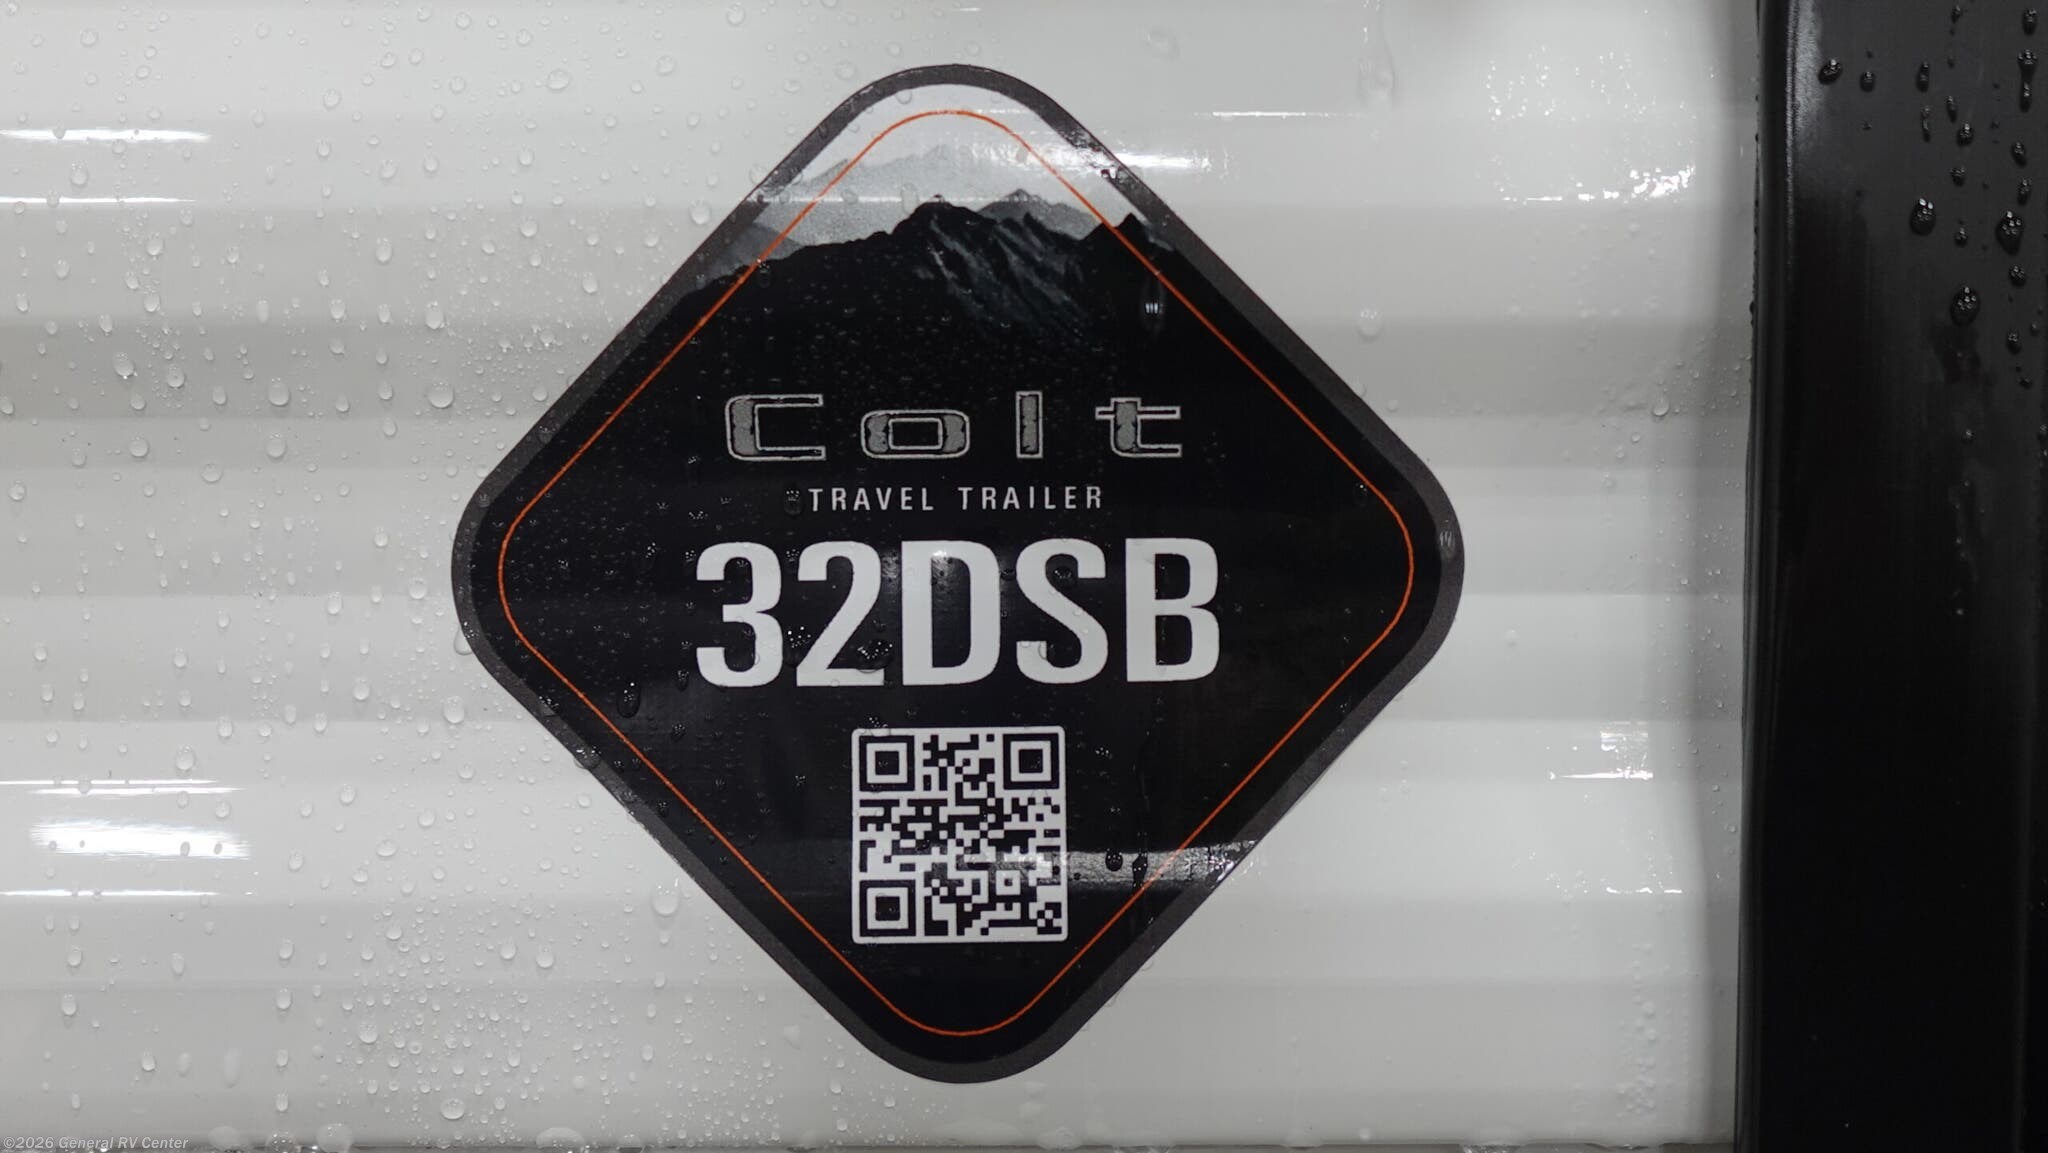 Colt
TRAVEL TRAILER
32DSB
©2026 General RV Center